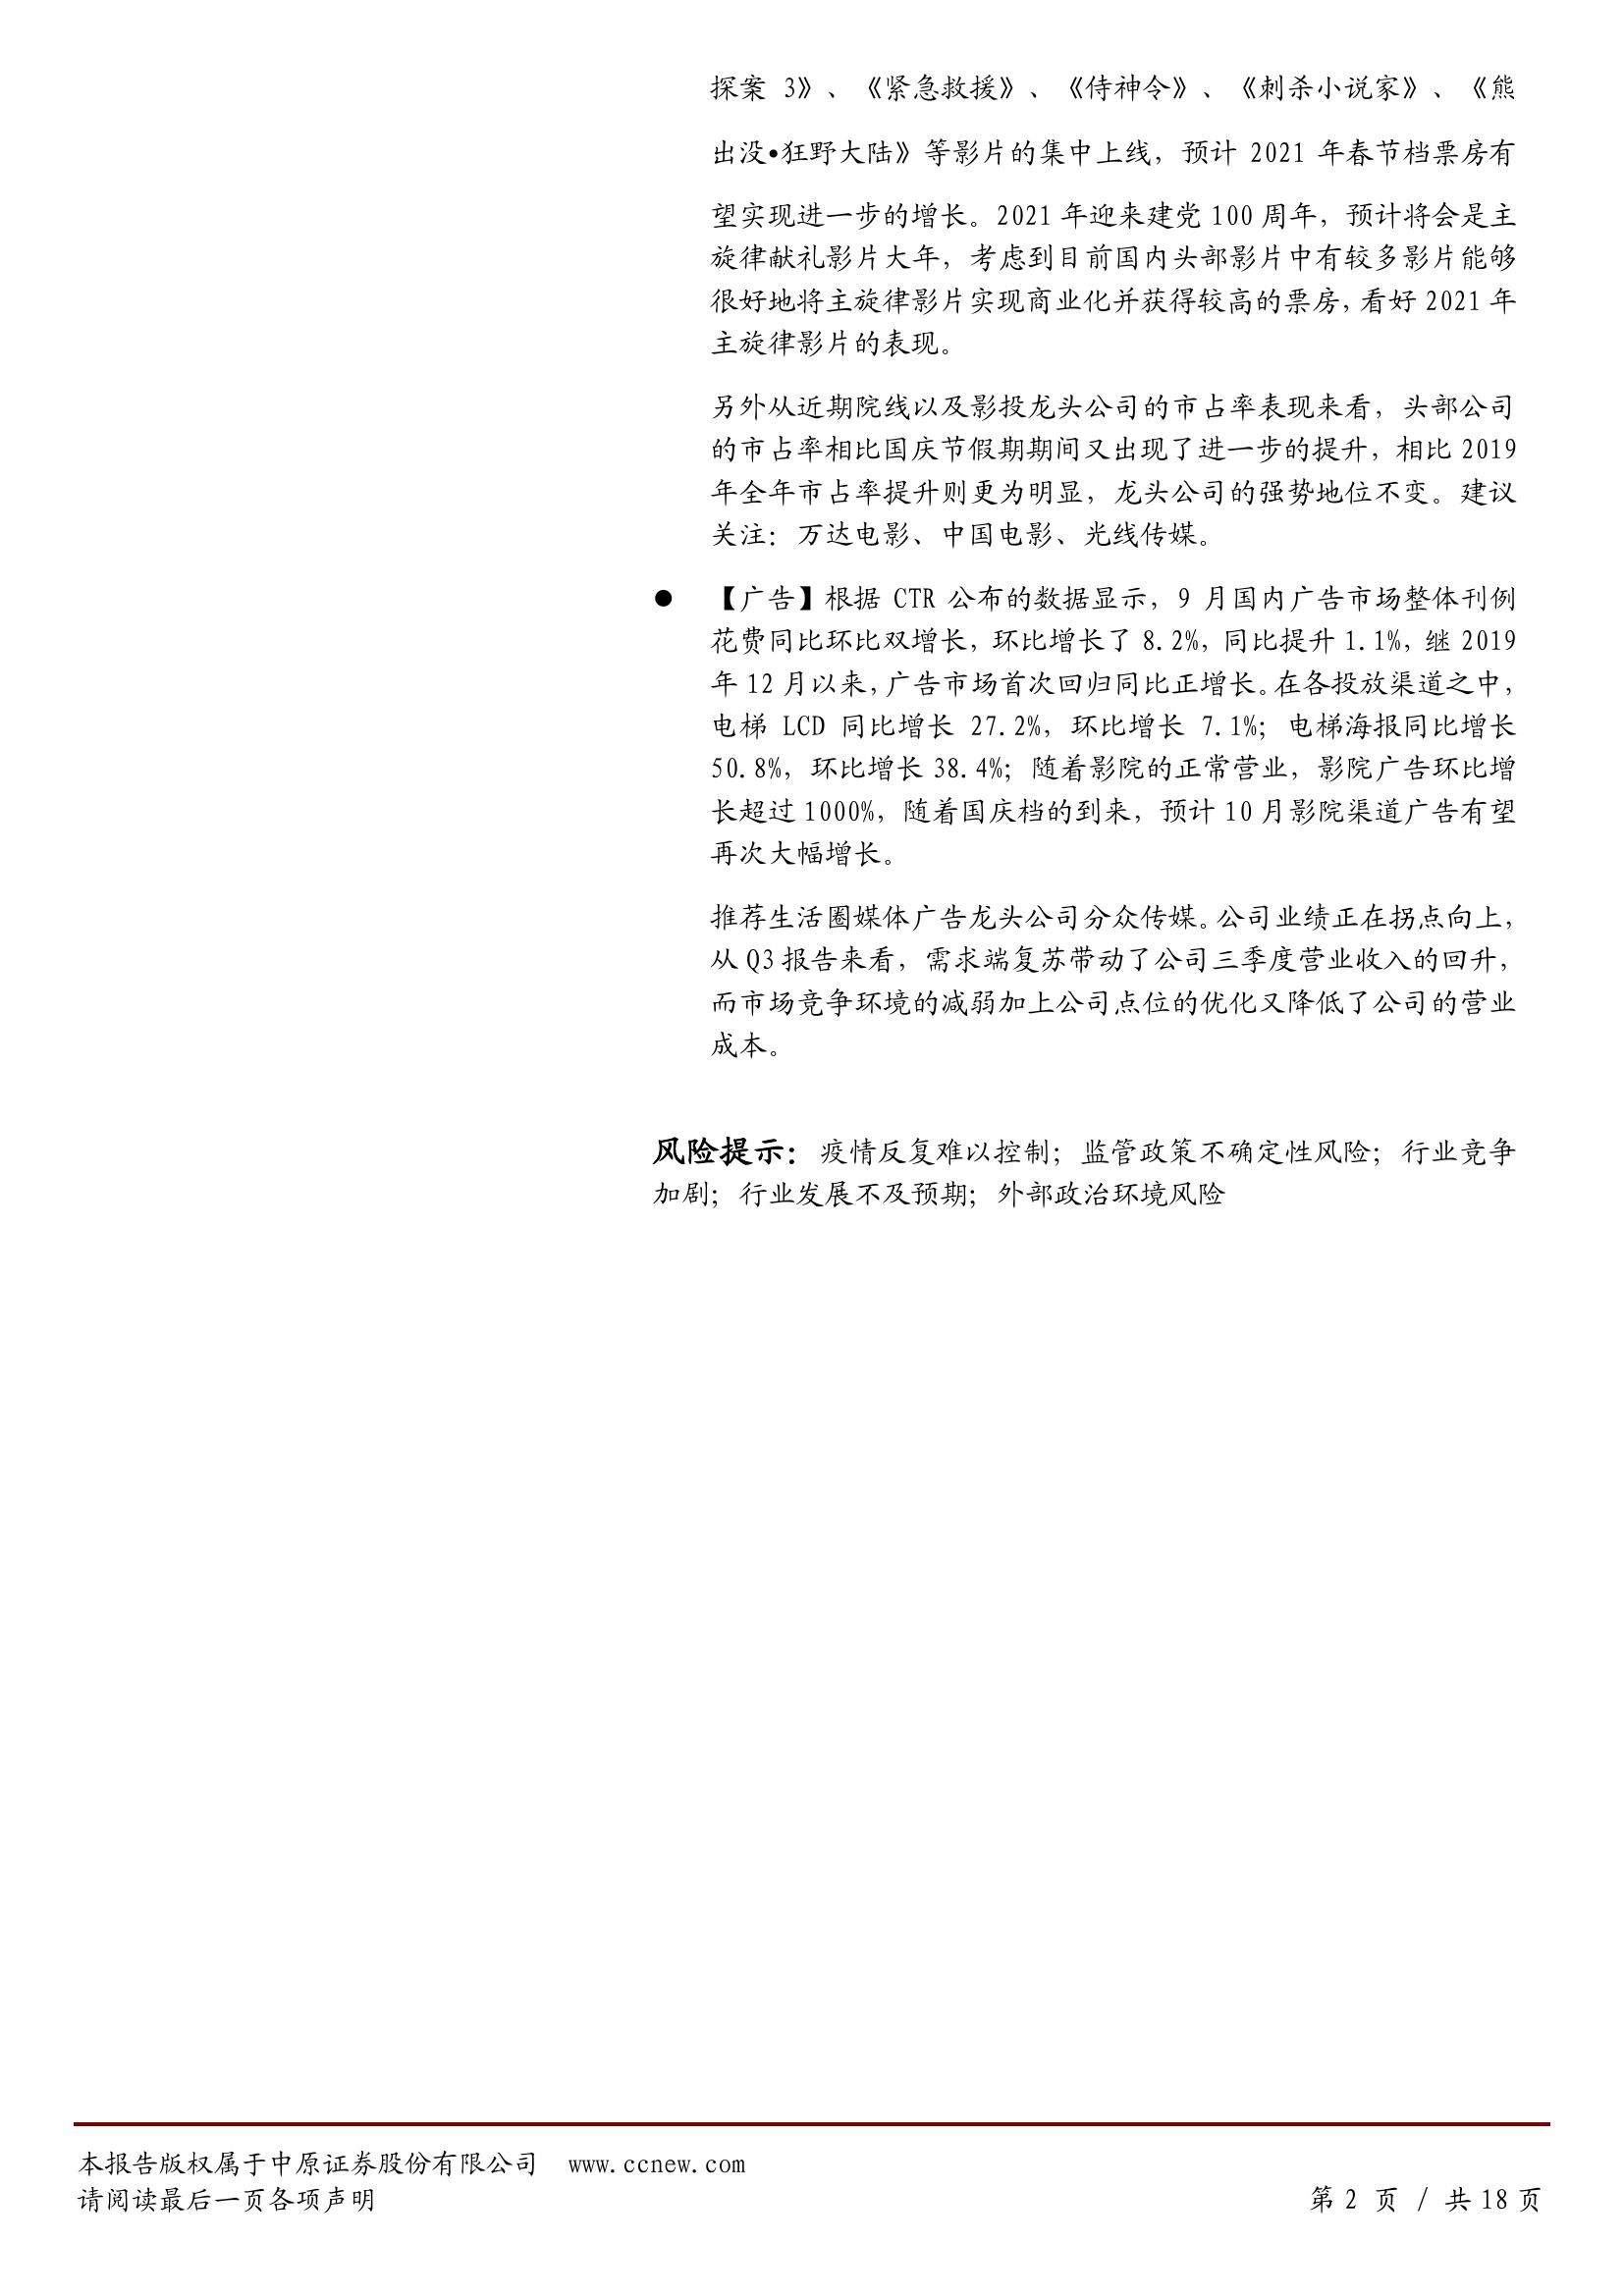 探案 3》、《紧急救援》、《侍神令》、《刺杀小说家》、《熊
出没•狂野大陆》等影片的集中上线，预计 2021 年春节档票房有
望实现进一步的增长。2021 年迎来建党 100 周年，预计将会是主
旋律献礼影片大年，考虑到目前国内头部影片中有较多影片能够
很好地将主旋律影片实现商业化并获得较高的票房，看好 2021 年
主旋律影片的表现。
另外从近期院线以及影投龙头公司的市占率表现来看，头部公司
的市占率相比国庆节假期期间又出现了进一步的提升，相比 2019
年全年市占率提升则更为明显，龙头公司的强势地位不变。建议
关注：万达电影、中国电影、光线传媒。
● 【广告】根据 CTR 公布的数据显示，9 月国内广告市场整体刊例
花费同比环比双增长，环比增长了 8.2%，同比提升 1.1%，继 2019
年 12 月以来，广告市场首次回归同比正增长。在各投放渠道之中，
电梯 LCD 同比增长 27.2%，环比增长 7.1%；电梯海报同比增长
50.8%，环比增长 38.4%；随着影院的正常营业，影院广告环比增
长超过 1000%，随着国庆档的到来，预计 10 月影院渠道广告有望
再次大幅增长。
推荐生活圈媒体广告龙头公司分众传媒。公司业绩正在拐点向上，
从 Q3 报告来看，需求端复苏带动了公司三季度营业收入的回升，
而市场竞争环境的减弱加上公司点位的优化又降低了公司的营业
成本。
风险提示：疫情反复难以控制；监管政策不确定性风险；行业竞争
加剧；行业发展不及预期；外部政治环境风险
本报告版权属于中原证券股份有限公司 www.ccnew.com
请阅读最后一页各项声明
第 2 页 / 共 18 页